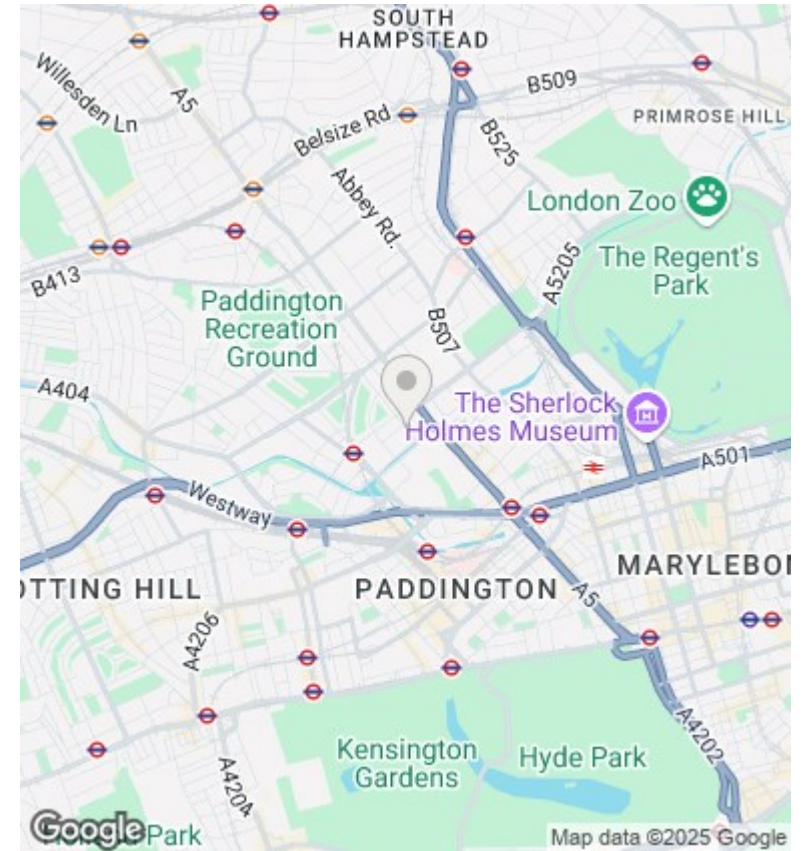 SOUTH
HAMPSTEAD
Willesden Ln
A5
B509
Belsize Rd
PRIMROSE HILL
B525
Abbey Rd.
London Zoo
A5205
The Regent's
Park
B413
Paddington
Recreation
Ground
B507
A404
The Sherlock
Holmes Museum
A501
Westway
OTTING HILL
PADDINGTON
MARYLEBON
A5
A4206
A4202
Kensington
Gardens
Hyde Park
A4204
Google
Park
Map data ©2025 Google